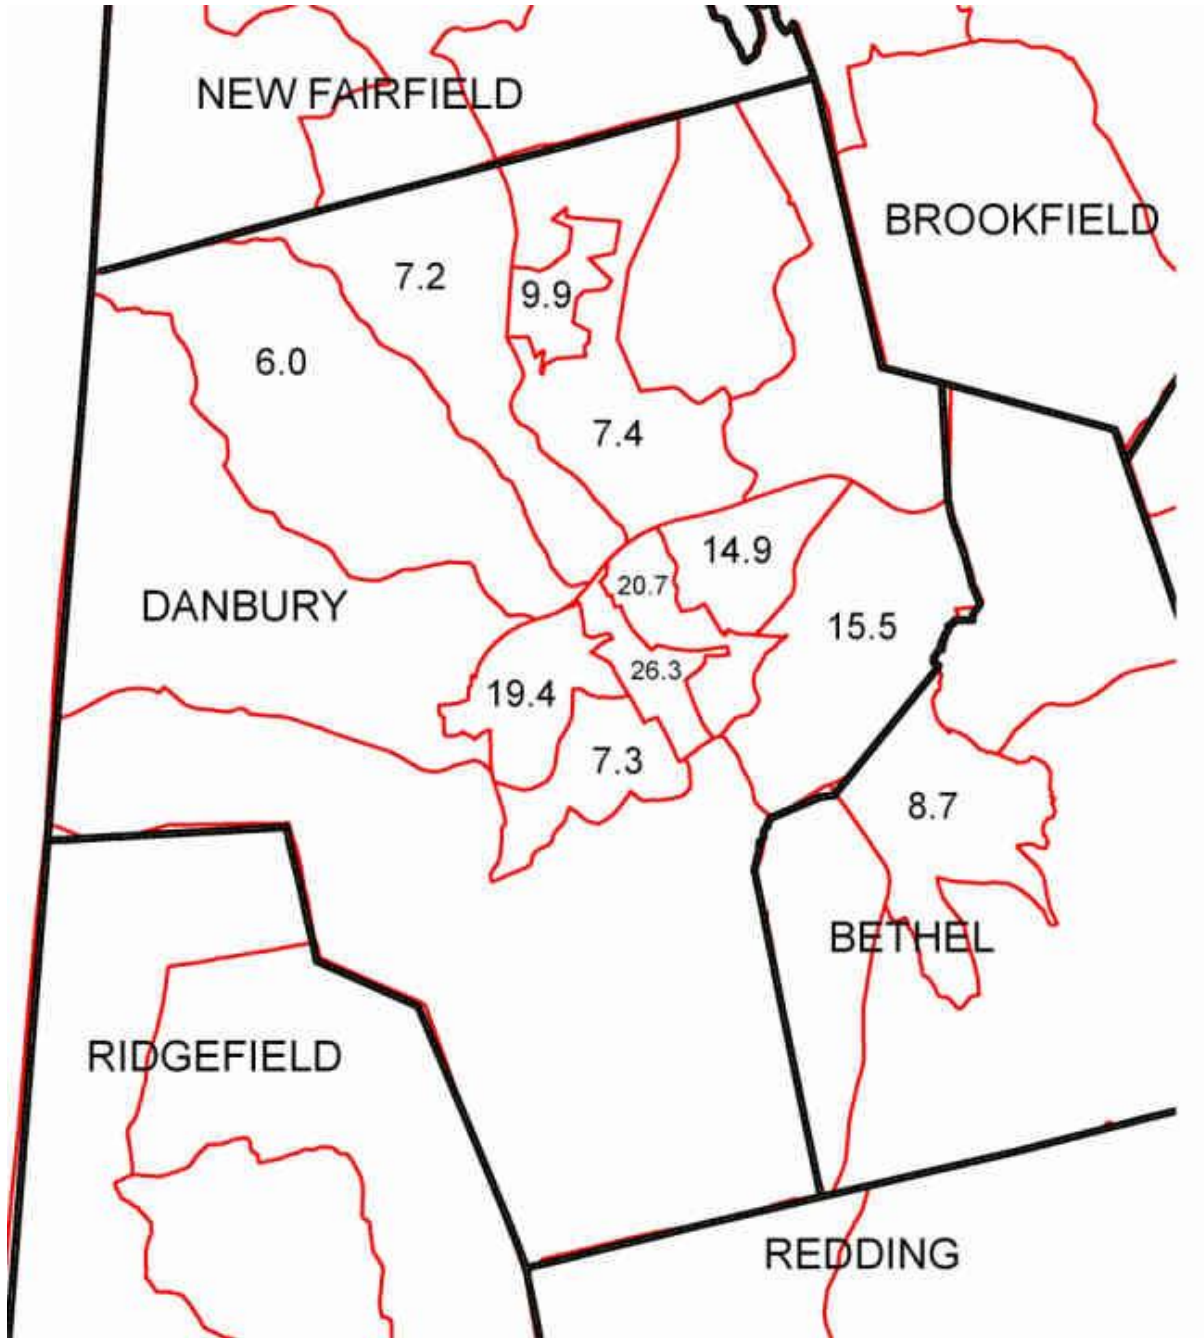 NEW FAIRFIELD
BROOKFIELD
7.2
9.9
6.0
7.4
14.9
20.7
DANBURY
15.5
26.3
19.4
7.3
8.7
BETHEL
RIDGEFIELD
REDDING